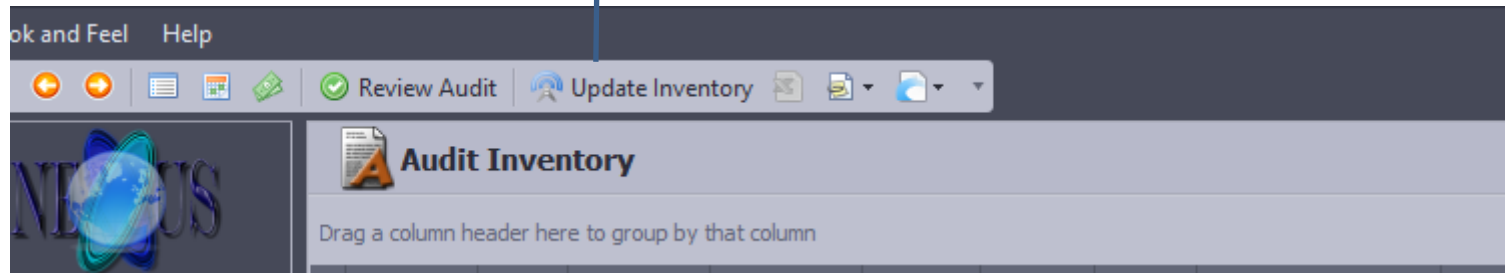 ok and Feel Help
Review Audit Update Inventory
NEXUS
Audit Inventory
Drag a column header here to group by that column